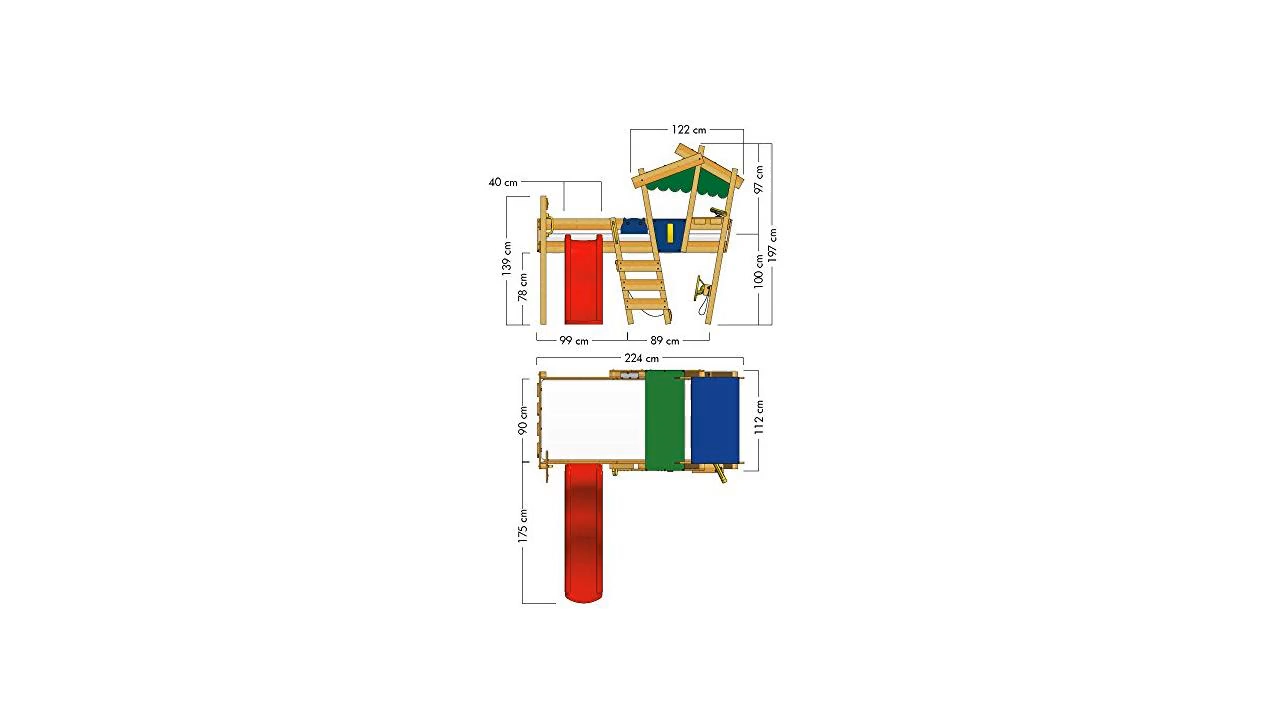 122 cm
40 cm
97 cm
197 cm
139 cm
78 cm
100 cm
99 cm
89 cm
224 cm
90 cm
112 cm
175 cm